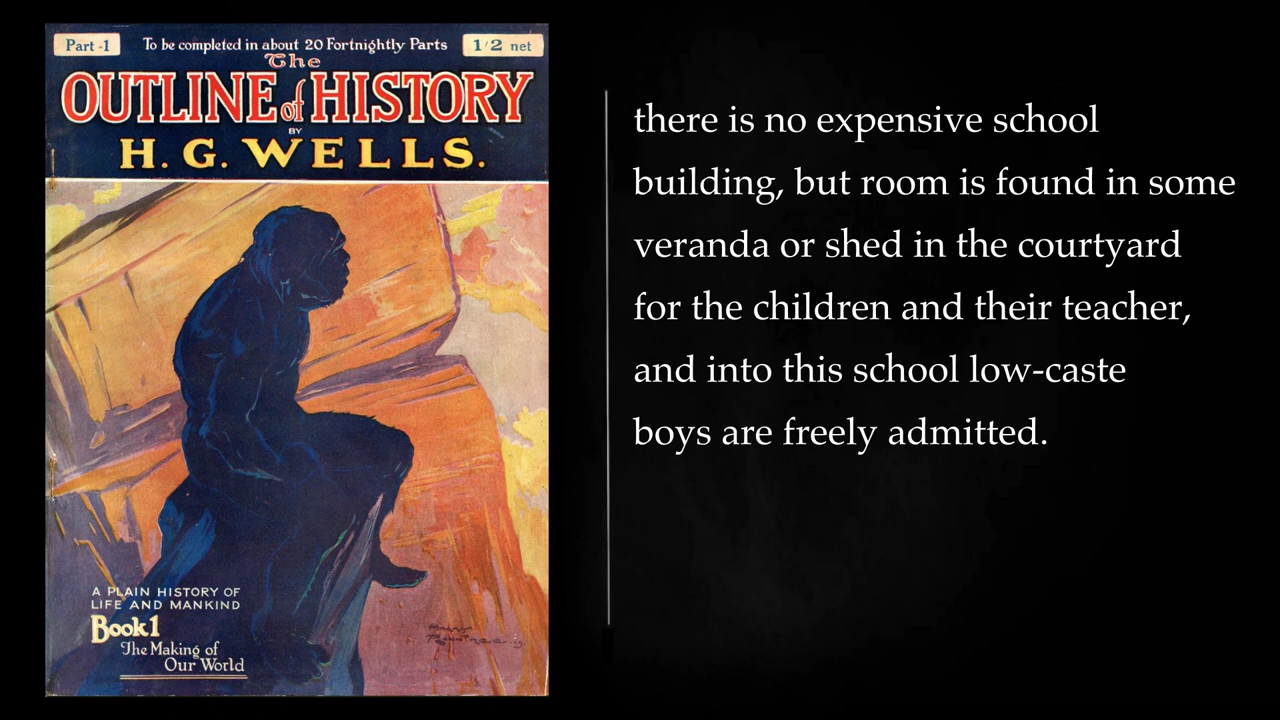 Part -1
To be completed in about 20 Fortnightly Parts
1/2 net
The
OUTLINE of HISTORY
BY
H. G. WELLS.
A PLAIN HISTORY OF
LIFE AND MANKIND
Book 1
The Making of
Our World
there is no expensive school
building, but room is found in some
veranda or shed in the courtyard
for the children and their teacher,
and into this school low-caste
boys are freely admitted.